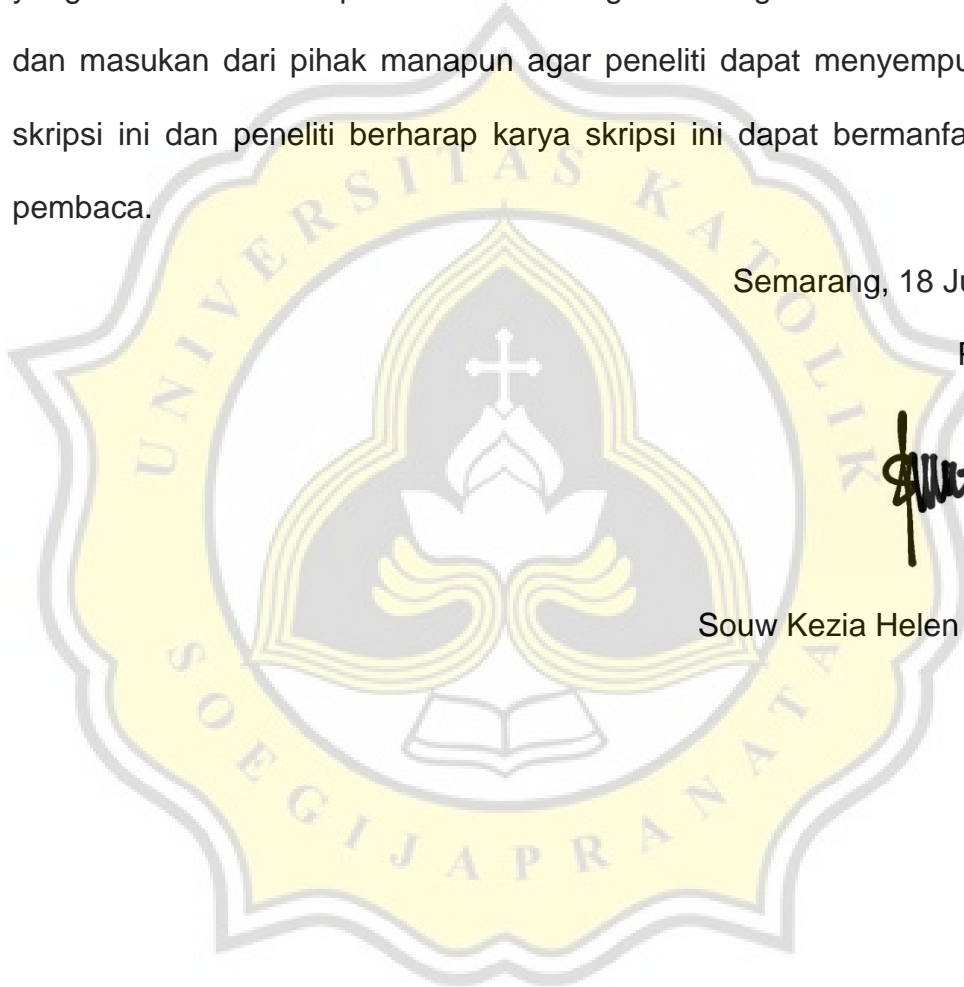 dan masukan dari pihak manapun agar peneliti dapat menyempu
skripsi ini dan peneliti berharap karya skripsi ini dapat bermanfa
pembaca.
Semarang, 18 Ju
Souw Kezia Helen
UNIVERSITAS KATOLIK
SOEGIJAPRANATA